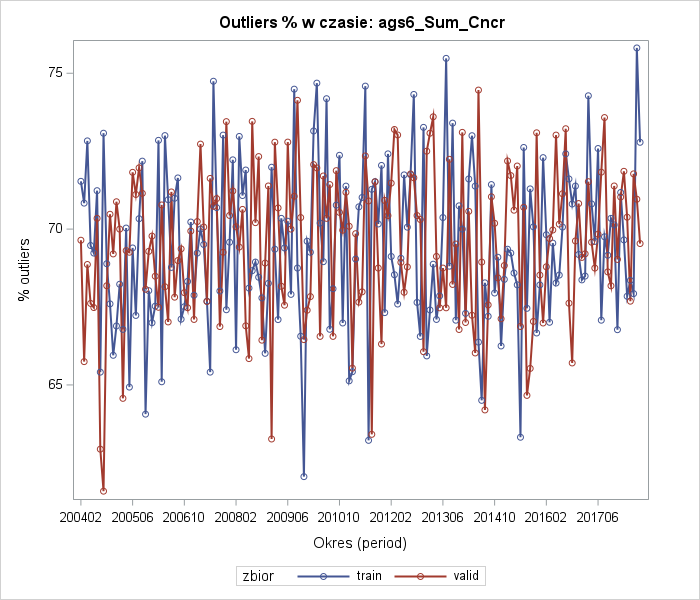 Outliers % w czasie: ags6_Sum_Cncr
75
70
65
% outliers
200402 200506 200610 200802 200906 201010 201202 201306 201410 201602 201706
Okres (period)
zbior train valid